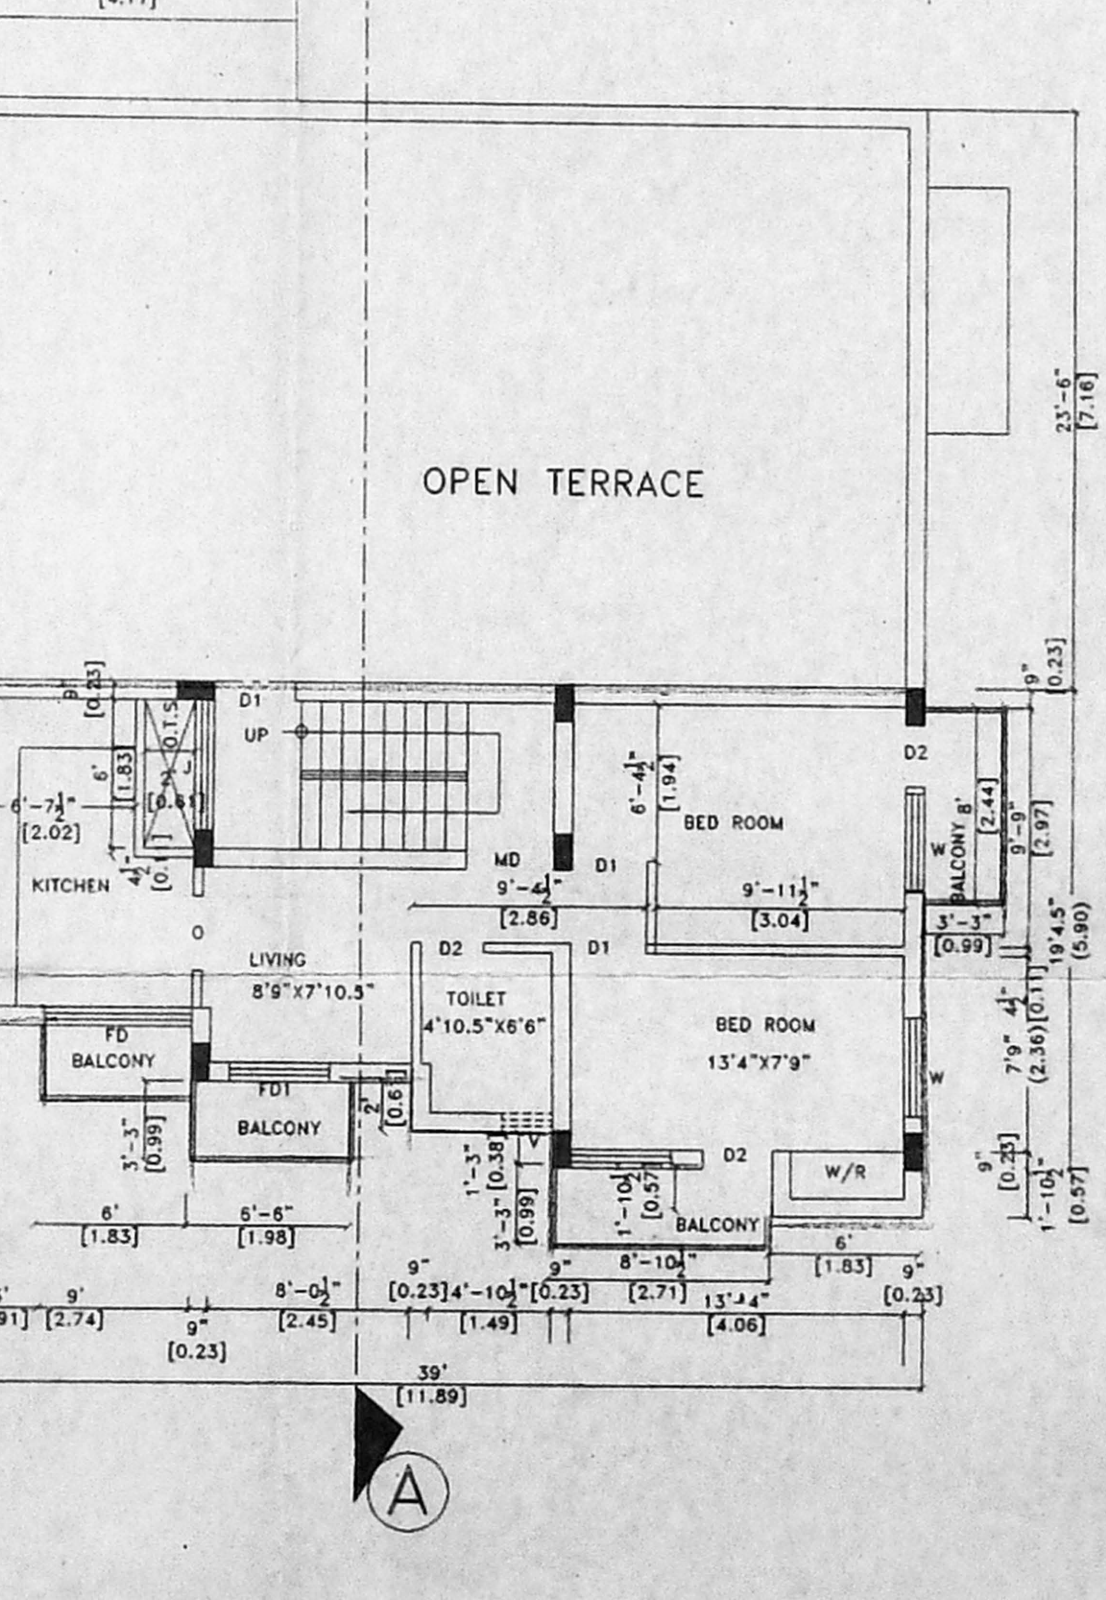 [4.77]
23'-6"
[7.16]
OPEN TERRACE
9"
[0.23]
9"
[0.23]
D1
O.T.S
UP
D2
6'
[1.83]
2'
[0.61]
6'-4½"
[1.94]
BED ROOM
8'
[2.44]
9'-9"
[2.97]
6'-7½"
[2.02]
W
BALCONY
KITCHEN
4½"
MD
D1
9'-4½"
[2.86]
9'-11½"
[3.04]
3'-3"
[0.99]
19'4.5"
(5.90)
O
D2
D1
LIVING
8'9"X7'10.5"
TOILET
4'10.5"X6'6"
4½"
[0.11]
BED ROOM
13'4"X7'9"
7'9"
(2.36)
FD
BALCONY
W
FD1
BALCONY
2'
3'-3"
[0.99]
V
1'-3"
[0.38]
D2
W/R
9"
[0.23]
1'-10½"
[0.57]
3'-3"
[0.99]
1'-10½"
[0.57]
BALCONY
6'
[1.83]
6'-6"
[1.98]
6'
[1.83]
8'-10½"
[2.71]
9"
[0.23]
9"
[0.23]
9"
[0.23]
91]
9'
[2.74]
9"
[0.23]
8'-0½"
[2.45]
4'-10½"
[1.49]
13'-4"
[4.06]
39'
[11.89]
A